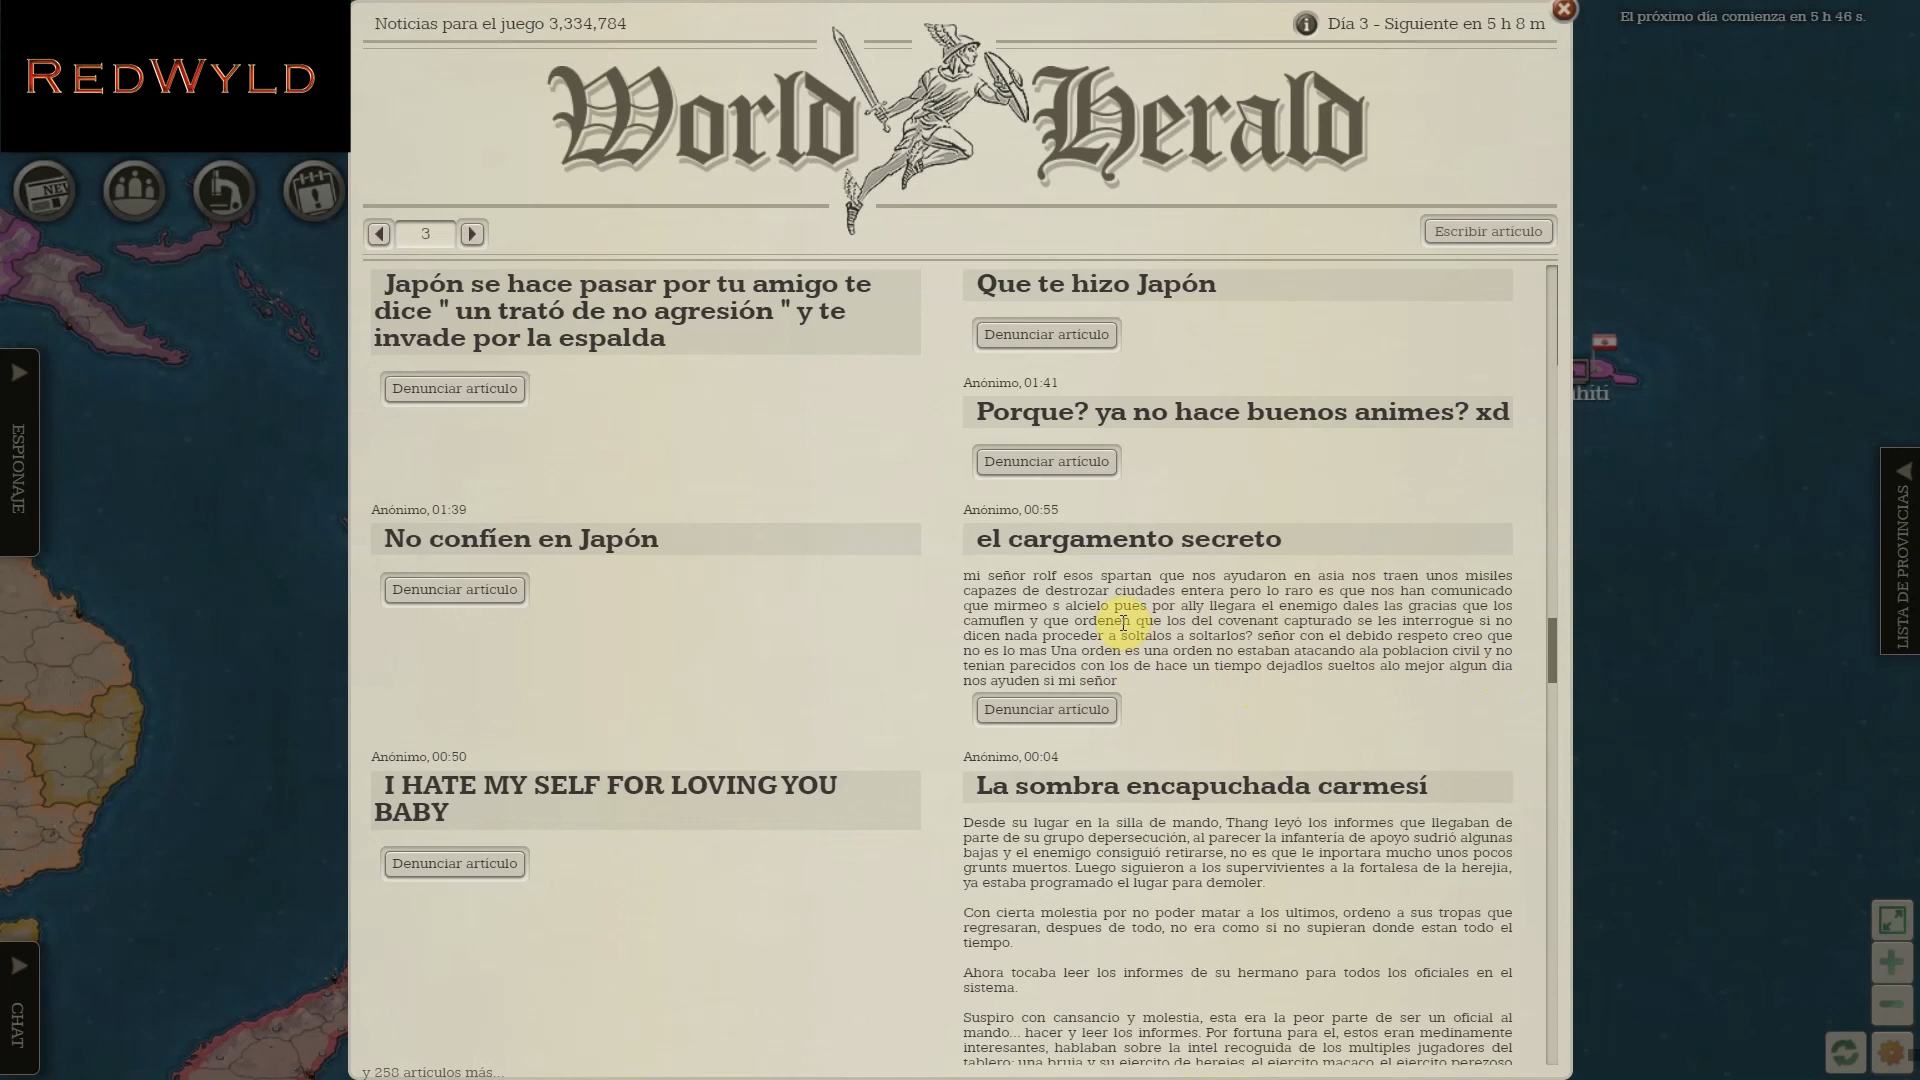 REDWYLD
Noticias para el juego 3,334,784
Día 3 - Siguiente en 5 h 8 m
El próximo día comienza en 5 h 46 s.
World Herald
NEW
3
Escribir artículo
Japón se hace pasar por tu amigo te
dice " un trató de no agresión " y te
invade por la espalda
Denunciar artículo
Que te hizo Japón
Denunciar artículo
Anónimo, 01:41
Porque? ya no hace buenos animes? xd
Denunciar artículo
Anónimo, 01:39
No confíen en Japón
Denunciar artículo
Anónimo, 00:55
el cargamento secreto
mi señor rolf esos spartan que nos ayudaron en asia nos traen unos misiles
capazes de destrozar ciudades entera pero lo raro es que nos han comunicado
que mirmeo s alcielo pues por ally llegara el enemigo dales las gracias que los
camuflen y que ordenen que los del covenant capturado se les interrogue si no
dicen nada proceder a soltalos a soltarlos? señor con el debido respeto creo que
no es lo mas Una orden es una orden no estaban atacando ala poblacion civil y no
tenian parecidos con los de hace un tiempo dejadlos sueltos alo mejor algun dia
nos ayuden si mi señor
Denunciar artículo
Anónimo, 00:50
I HATE MY SELF FOR LOVING YOU
BABY
Denunciar artículo
Anónimo, 00:04
La sombra encapuchada carmesí
Desde su lugar en la silla de mando, Thang leyó los informes que llegaban de
parte de su grupo depersecución, al parecer la infantería de apoyo sudrió algunas
bajas y el enemigo consiguió retirarse, no es que le inportara mucho unos pocos
grunts muertos. Luego siguieron a los supervivientes a la fortalesa de la herejia,
ya estaba programado el lugar para demoler.
Con cierta molestia por no poder matar a los ultimos, ordeno a sus tropas que
regresaran, despues de todo, no era como si no supieran donde estan todo el
tiempo.
Ahora tocaba leer los informes de su hermano para todos los oficiales en el
sistema.
Suspiro con cansancio y molestia, esta era la peor parte de ser un oficial al
mando... hacer y leer los informes. Por fortuna para el, estos eran medinamente
interesantes, hablaban sobre la intel recoguida de los multiples jugadores del
tablero; una bruja y su ejercito de herejes, el ejercito macaco, el ejercito perezoso
y 258 artículos más...
ESPIONAJE
CHAT
LISTA DE PROVINCIAS